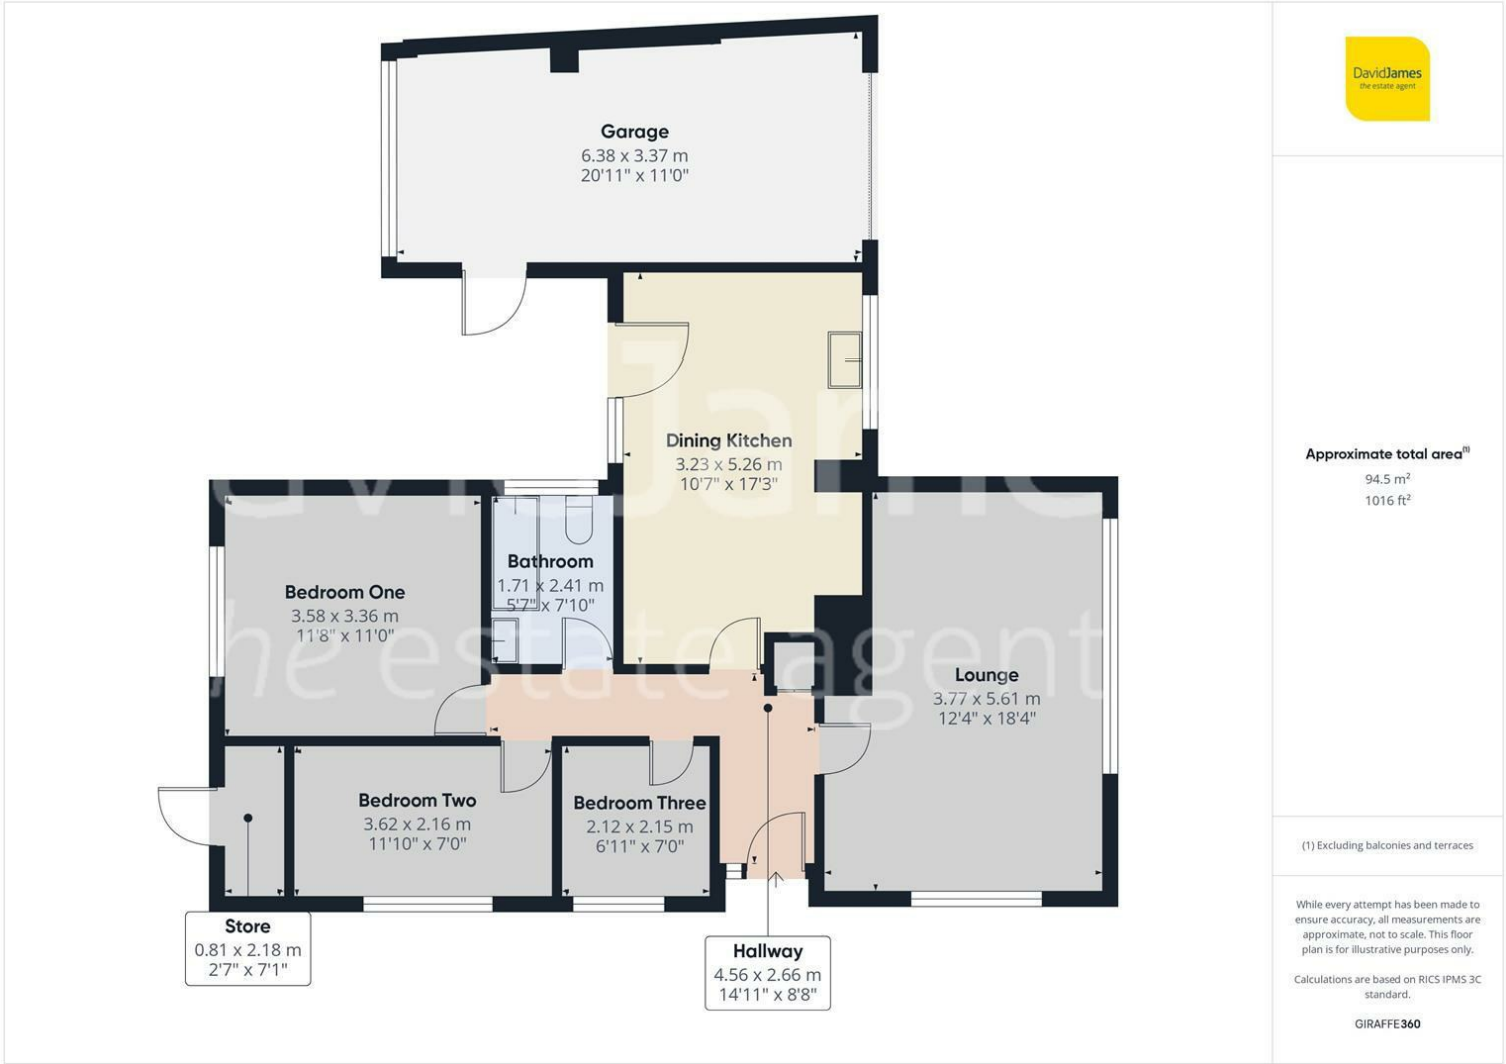 Garage
6.38 x 3.37 m
20'11" x 11'0"
Dining Kitchen
3.23 x 5.26 m
10'7" x 17'3"
Bathroom
1.71 x 2.41 m
5'7" x 7'10"
Bedroom One
3.58 x 3.36 m
11'8" x 11'0"
Lounge
3.77 x 5.61 m
12'4" x 18'4"
Bedroom Two
3.62 x 2.16 m
11'10" x 7'0"
Bedroom Three
2.12 x 2.15 m
6'11" x 7'0"
Store
0.81 x 2.18 m
2'7" x 7'1"
Hallway
4.56 x 2.66 m
14'11" x 8'8"
the estate agent
DavidJames
the estate agent
Approximate total area(1)
94.5 m²
1016 ft²
(1) Excluding balconies and terraces
While every attempt has been made to
ensure accuracy, all measurements are
approximate, not to scale. This floor
plan is for illustrative purposes only.
Calculations are based on RICS IPMS 3C
standard.
GIRAFFE360